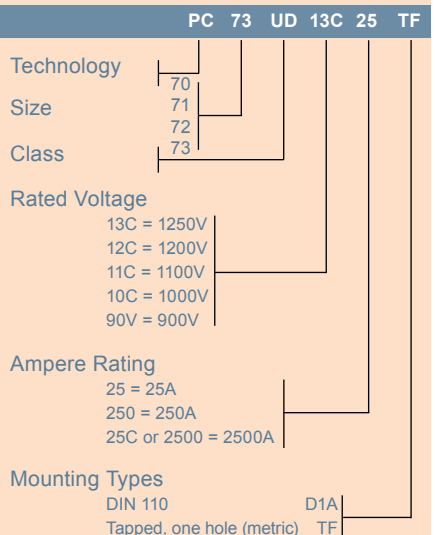 PC 73 UD 13C 25 TF
Technology
70
Size
71
72
Class
73
Rated Voltage
13C = 1250V
12C = 1200V
11C = 1100V
10C = 1000V
90V = 900V
Ampere Rating
25 = 25A
250 = 250A
25C or 2500 = 2500A
Mounting Types
DIN 110 D1A
Tapped, one hole (metric) TF